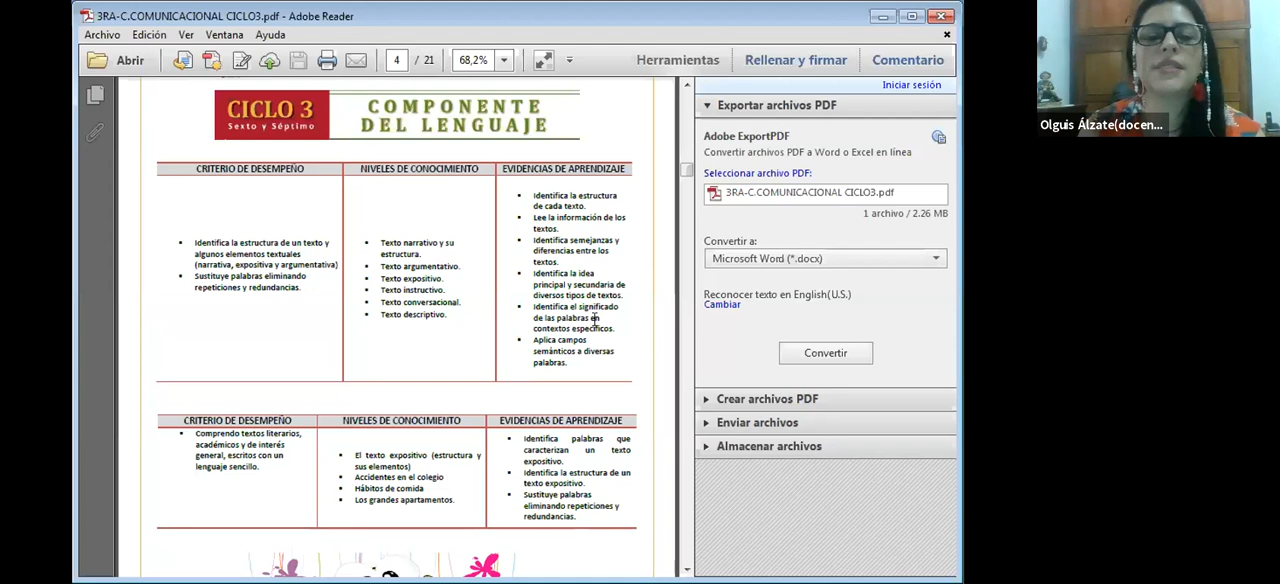 3RA-C.COMUNICACIONAL CICLO3.pdf - Adobe Reader
Archivo Edición Ver Ventana Ayuda
Abrir 4 / 21 68,2% Herramientas Rellenar y firmar Comentario
CICLO 3
Sexto y Séptimo
COMPONENTE
DEL LENGUAJE
CRITERIO DE DESEMPEÑO NIVELES DE CONOCIMIENTO EVIDENCIAS DE APRENDIZAJE
• Identifica la estructura de un texto y
algunos elementos textuales
(narrativa, expositiva y argumentativa)
• Sustituye palabras eliminando
repeticiones y redundancias.
• Texto narrativo y su
estructura.
• Texto argumentativo.
• Texto expositivo.
• Texto instructivo.
• Texto conversacional.
• Texto descriptivo.
• Identifica la estructura
de cada texto.
• Lee la información de los
textos.
• Identifica semejanzas y
diferencias entre los
textos.
• Identifica la idea
principal y secundaria de
diversos tipos de textos.
• Identifica el significado
de las palabras en
contextos específicos.
• Aplica campos
semánticos a diversas
palabras.
CRITERIO DE DESEMPEÑO NIVELES DE CONOCIMIENTO EVIDENCIAS DE APRENDIZAJE
• Comprendo textos literarios,
académicos y de interés
general, escritos con un
lenguaje sencillo.
• El texto expositivo (estructura y
sus elementos)
• Accidentes en el colegio
• Hábitos de comida
• Los grandes apartamentos.
• Identifica palabras que
caracterizan un texto
expositivo.
• Identifica la estructura de un
texto expositivo.
• Sustituye palabras
eliminando repeticiones y
redundancias.
Iniciar sesión
Exportar archivos PDF
Adobe ExportPDF
Convertir archivos PDF a Word o Excel en línea
Seleccionar archivo PDF:
3RA-C.COMUNICACIONAL CICLO3.pdf
1 archivo / 2.26 MB
Convertir a:
Microsoft Word (*.docx)
Reconocer texto en English(U.S.)
Cambiar
Convertir
Crear archivos PDF
Enviar archivos
Almacenar archivos
Olguis Álzate(docen...